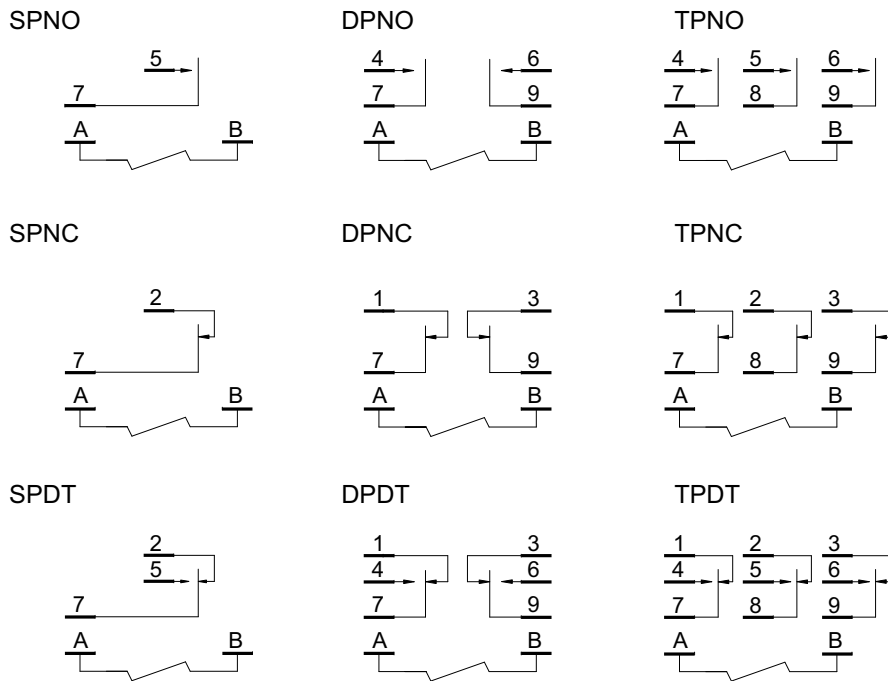 SPNO DPNO TPNO
5 4 6 4 5 6
7 7 9 7 8 9
A B A B A B
SPNC DPNC TPNC
2 1 3 1 2 3
7 7 9 7 8 9
A B A B A B
SPDT DPDT TPDT
2 1 3 1 2 3
5 4 6 4 5 6
7 7 9 7 8 9
A B A B A B